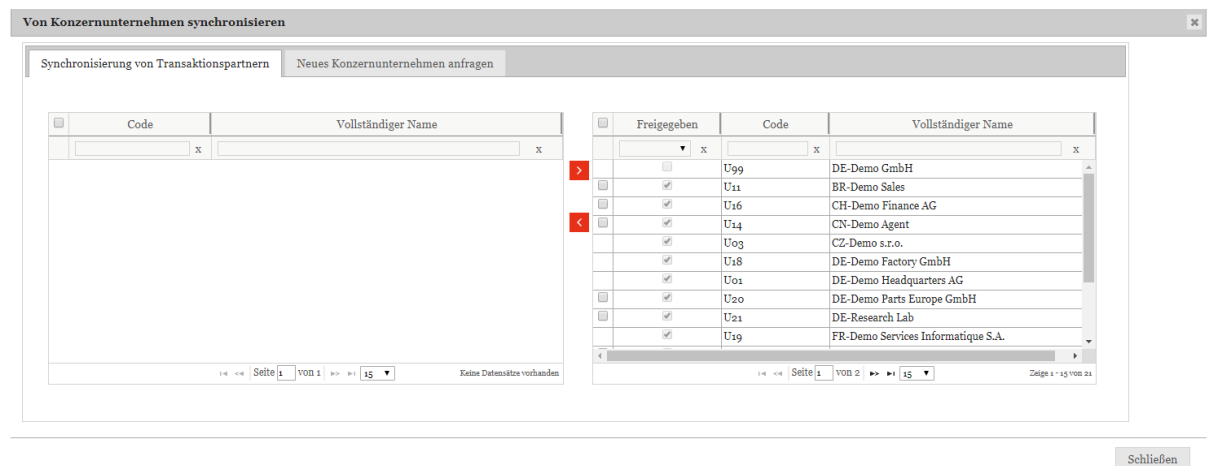 Von Konzernunternehmen synchronisieren
Synchronisierung von Transaktionspartnern Neues Konzernunternehmen anfragen
Code Vollständiger Name Freigegeben Code Vollständiger Name
x x x x x
U99 DE-Demo GmbH
U11 BR-Demo Sales
U16 CH-Demo Finance AG
U14 CN-Demo Agent
U03 CZ-Demo s.r.o.
U18 DE-Demo Factory GmbH
U01 DE-Demo Headquarters AG
U20 DE-Demo Parts Europe GmbH
U21 DE-Research Lab
U19 FR-Demo Services Informatique S.A.
Seite 1 von 1 15 Keine Datensätze vorhanden Seite 1 von 2 15 Zeige 1 - 15 von 21
Schließen